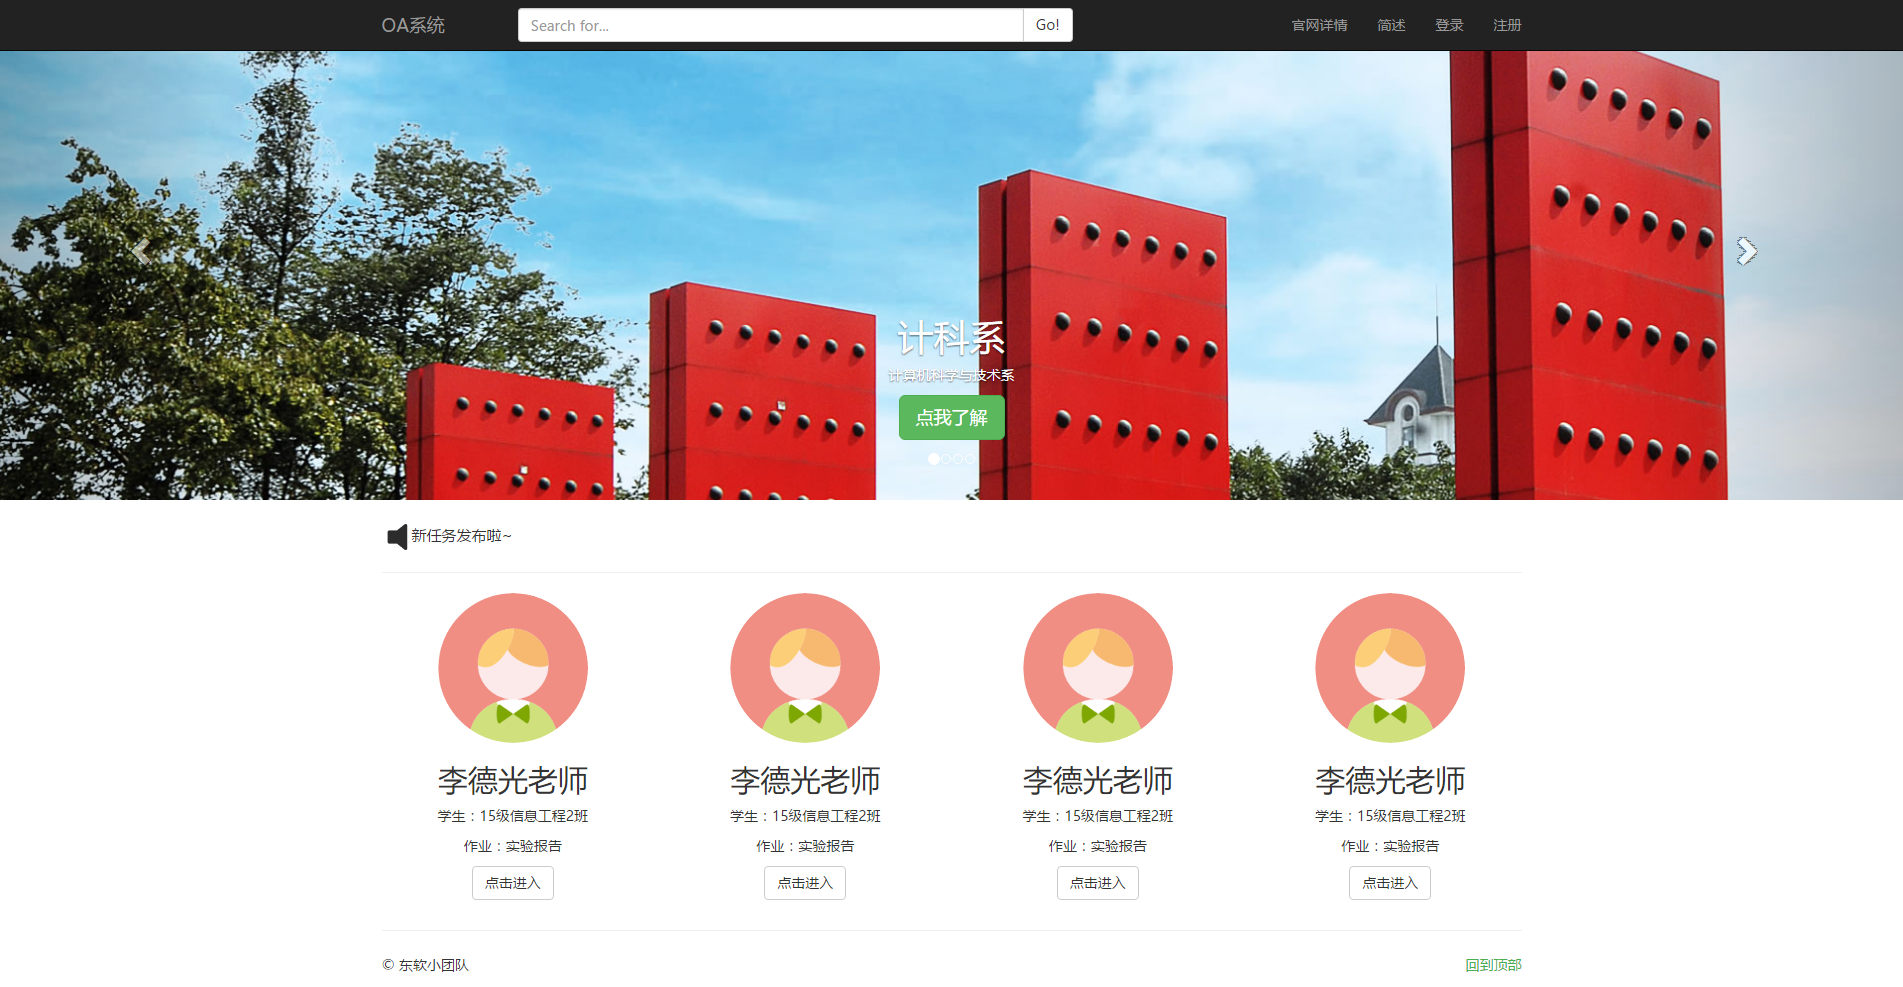 OA系统
Search for...
Go!
官网详情
简述
登录
注册
计科系
计算机科学与技术系
点我了解
新任务发布啦~
李德光老师
李德光老师
李德光老师
李德光老师
学生：15级信息工程2班
学生：15级信息工程2班
学生：15级信息工程2班
学生：15级信息工程2班
作业：实验报告
作业：实验报告
作业：实验报告
作业：实验报告
点击进入
点击进入
点击进入
点击进入
© 东软小团队
回到顶部